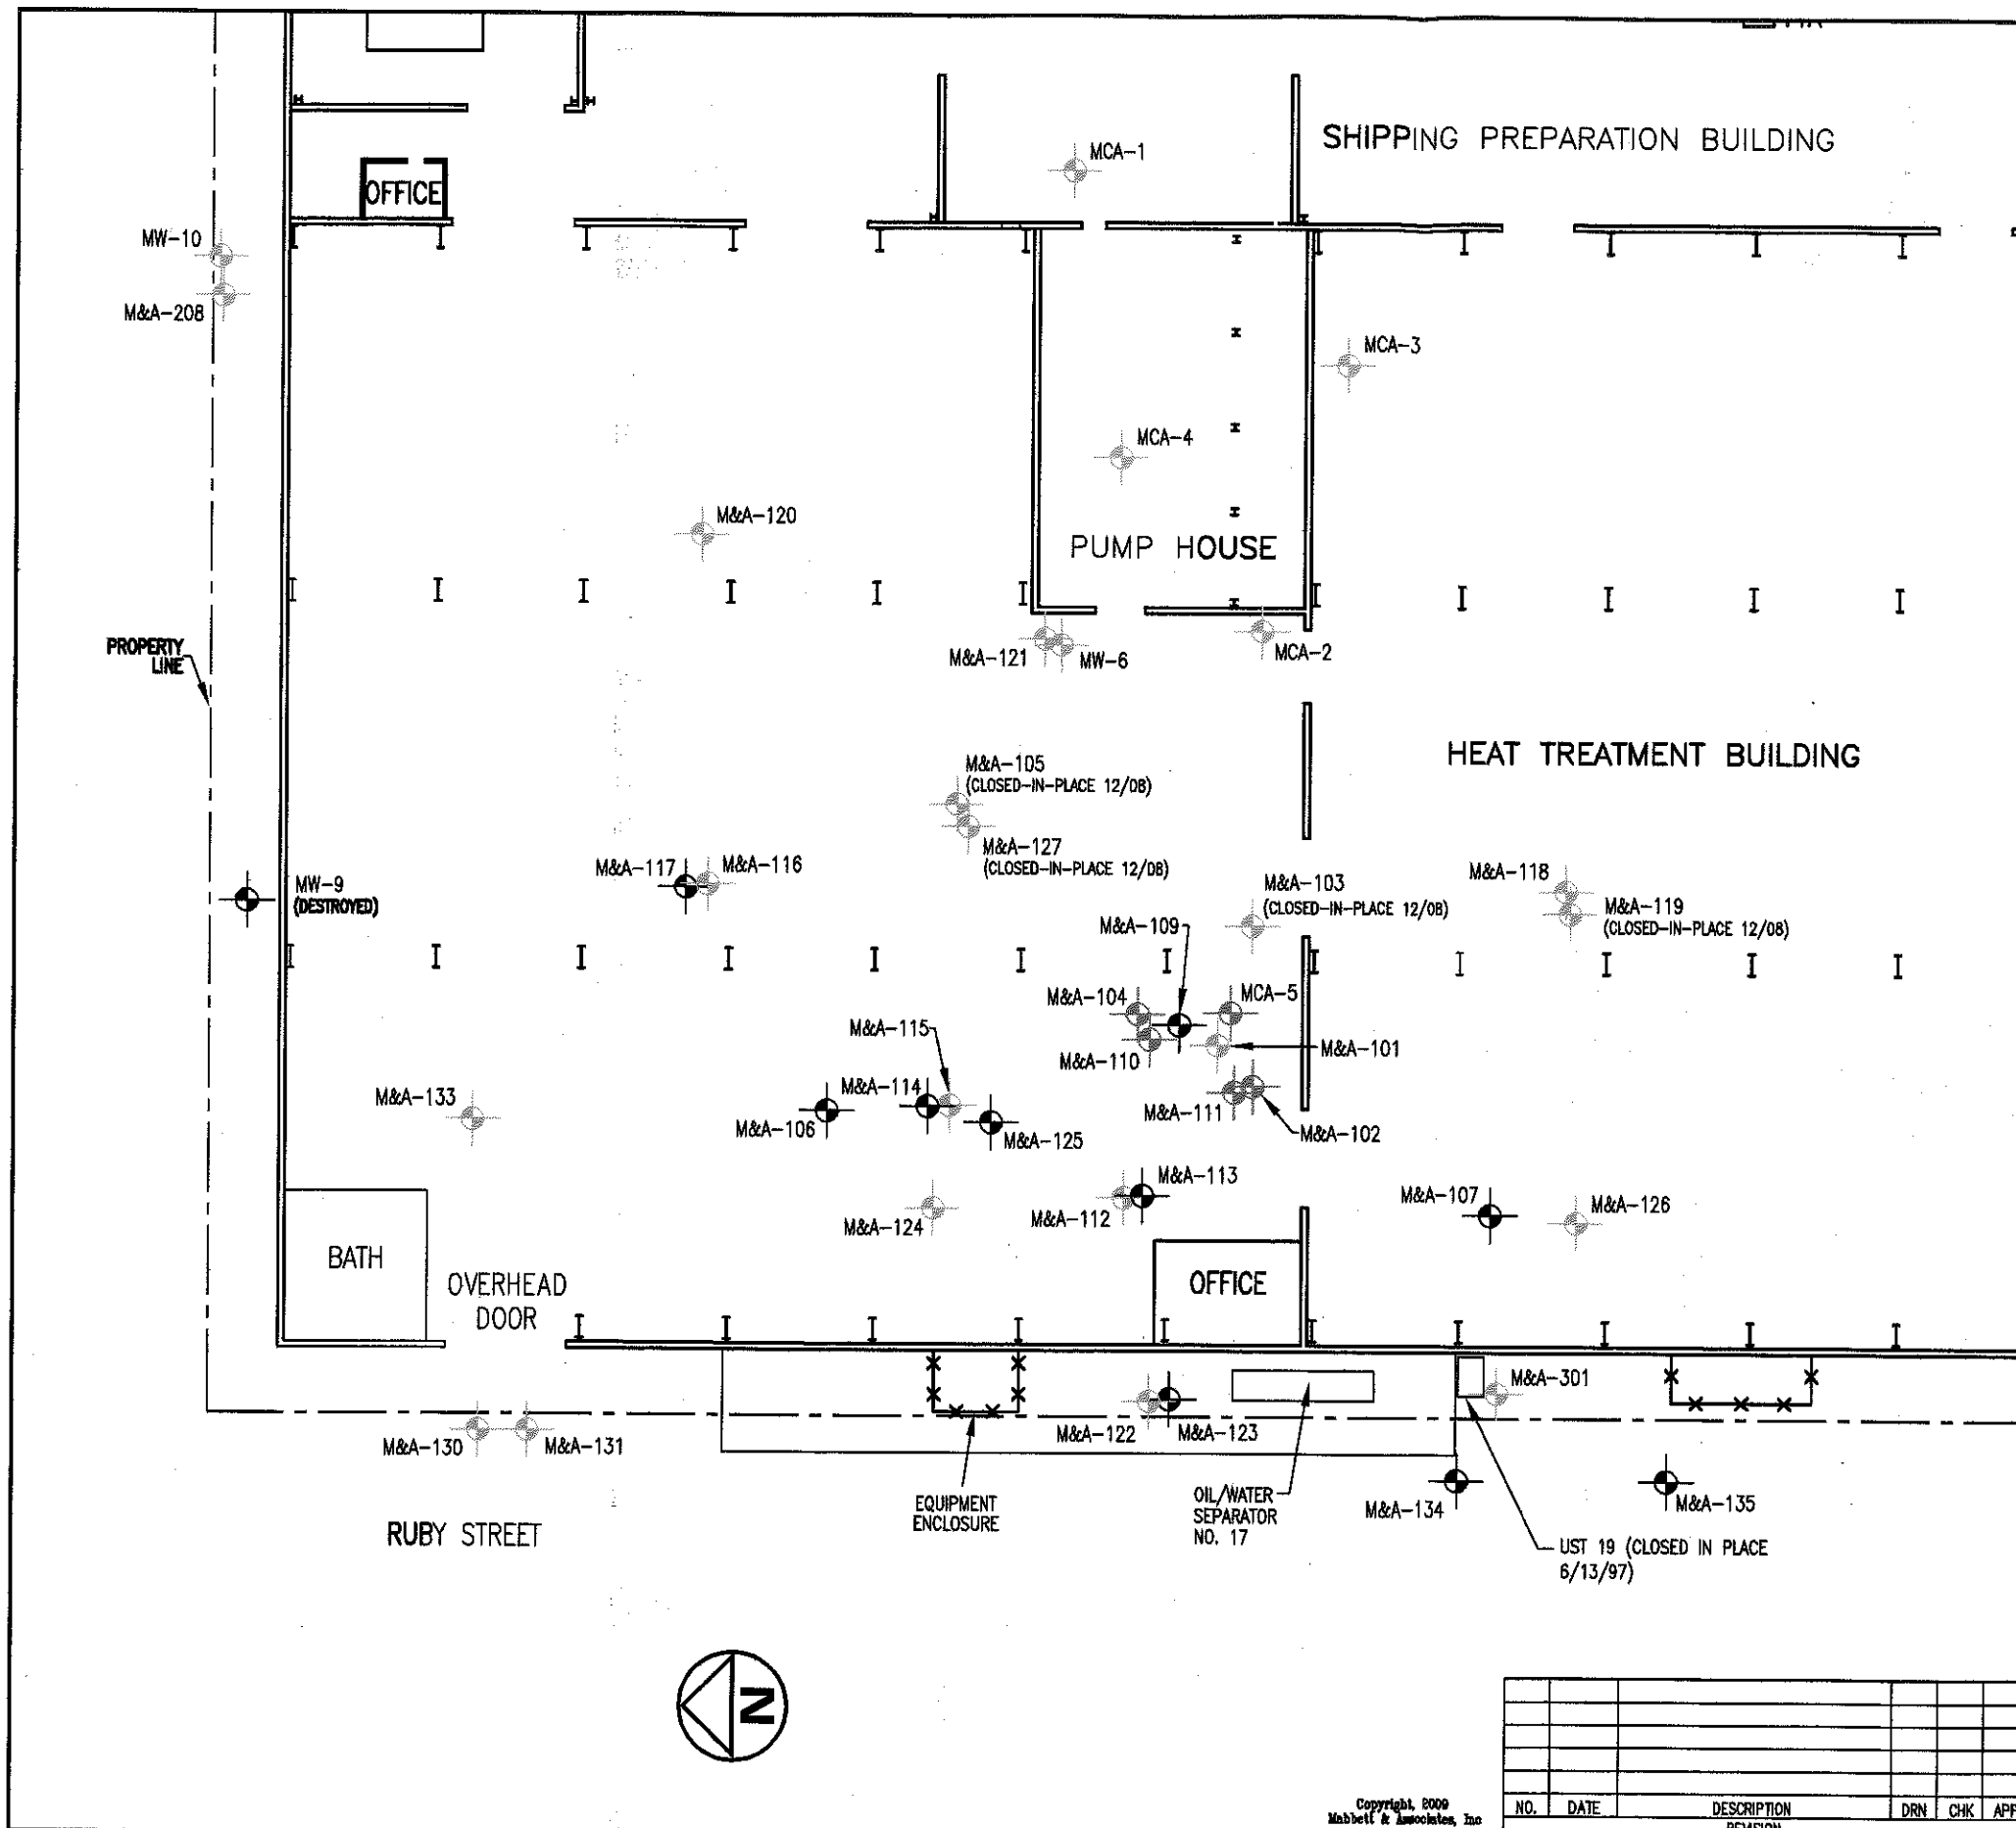 SHIPPING PREPARATION BUILDING
MCA-1
OFFICE
MW-10
M&A-208
MCA-3
MCA-4
M&A-120
PUMP HOUSE
PROPERTY
LINE
M&A-121
MW-6
MCA-2
HEAT TREATMENT BUILDING
M&A-105
(CLOSED-IN-PLACE 12/08)
M&A-127
(CLOSED-IN-PLACE 12/08)
M&A-117
M&A-116
MW-9
(DESTROYED)
M&A-103
(CLOSED-IN-PLACE 12/08)
M&A-118
M&A-119
(CLOSED-IN-PLACE 12/08)
M&A-109
M&A-104
MCA-5
M&A-115
M&A-110
M&A-101
M&A-133
M&A-114
M&A-106
M&A-125
M&A-111
M&A-102
M&A-113
M&A-112
M&A-124
M&A-107
M&A-126
BATH
OVERHEAD
DOOR
OFFICE
M&A-301
M&A-130
M&A-131
M&A-122
M&A-123
EQUIPMENT
ENCLOSURE
OIL/WATER
SEPARATOR
NO. 17
M&A-134
M&A-135
RUBY STREET
UST 19 (CLOSED IN PLACE
6/13/97)
N
Copyright, 2009
Mabbett & Associates, Inc
NO. DATE DESCRIPTION DRN CHK APP
REVISION